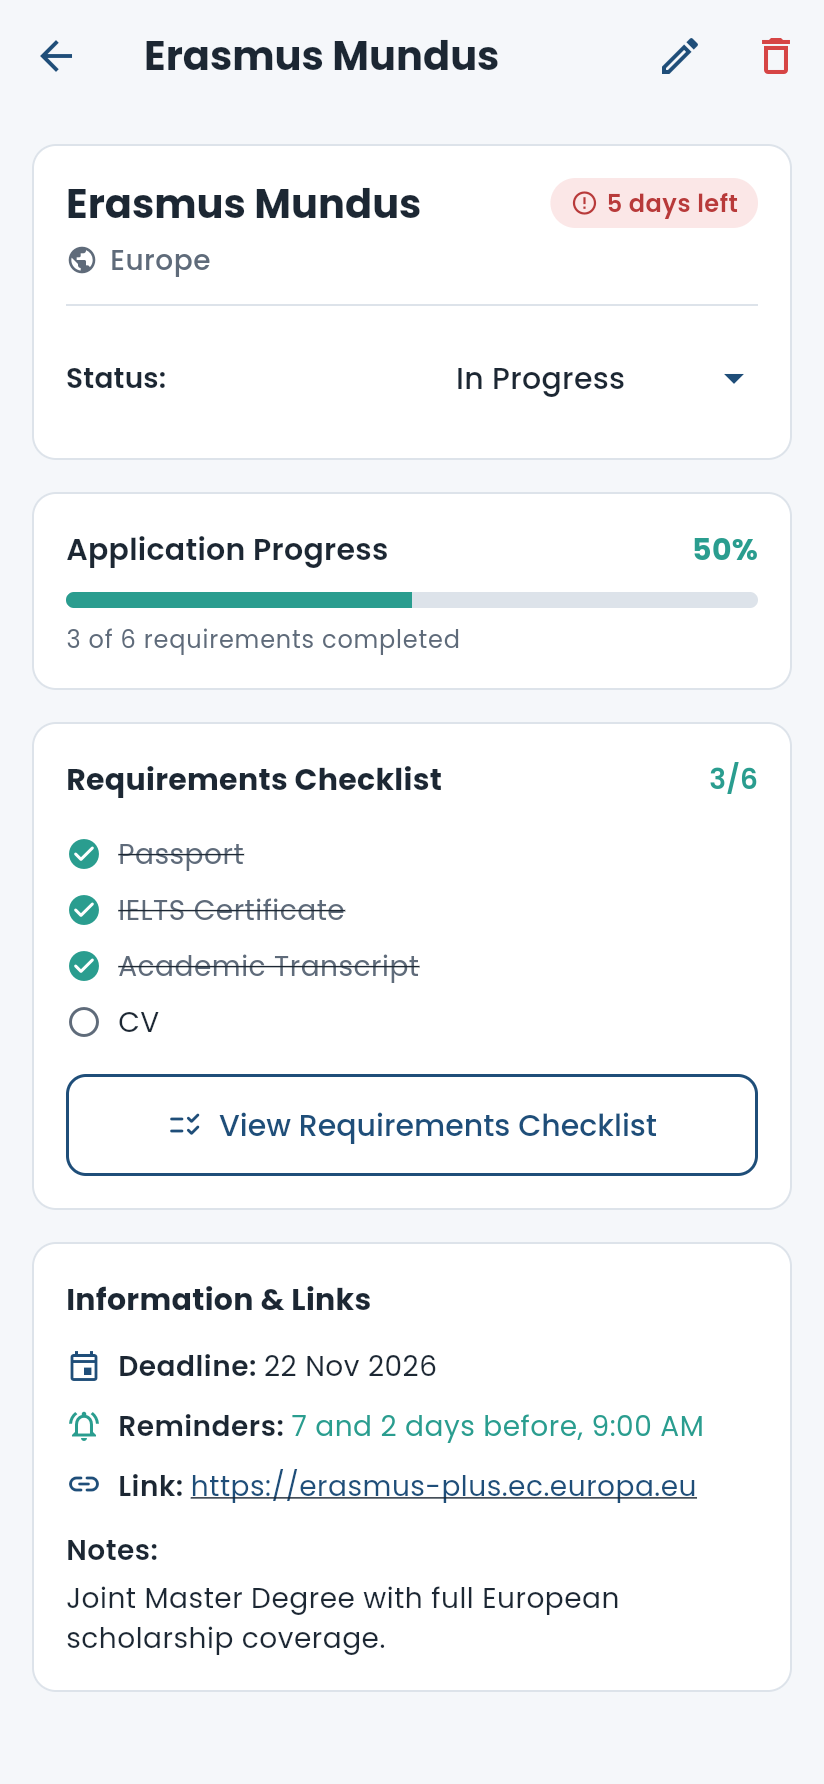 Erasmus Mundus
Erasmus Mundus
5 days left
Europe
Status:
In Progress
Application Progress
50%
3 of 6 requirements completed
Requirements Checklist
3/6
Passport
IELTS Certificate
Academic Transcript
CV
View Requirements Checklist
Information & Links
Deadline: 22 Nov 2026
Reminders: 7 and 2 days before, 9:00 AM
Link: https://erasmus-plus.ec.europa.eu
Notes:
Joint Master Degree with full European
scholarship coverage.